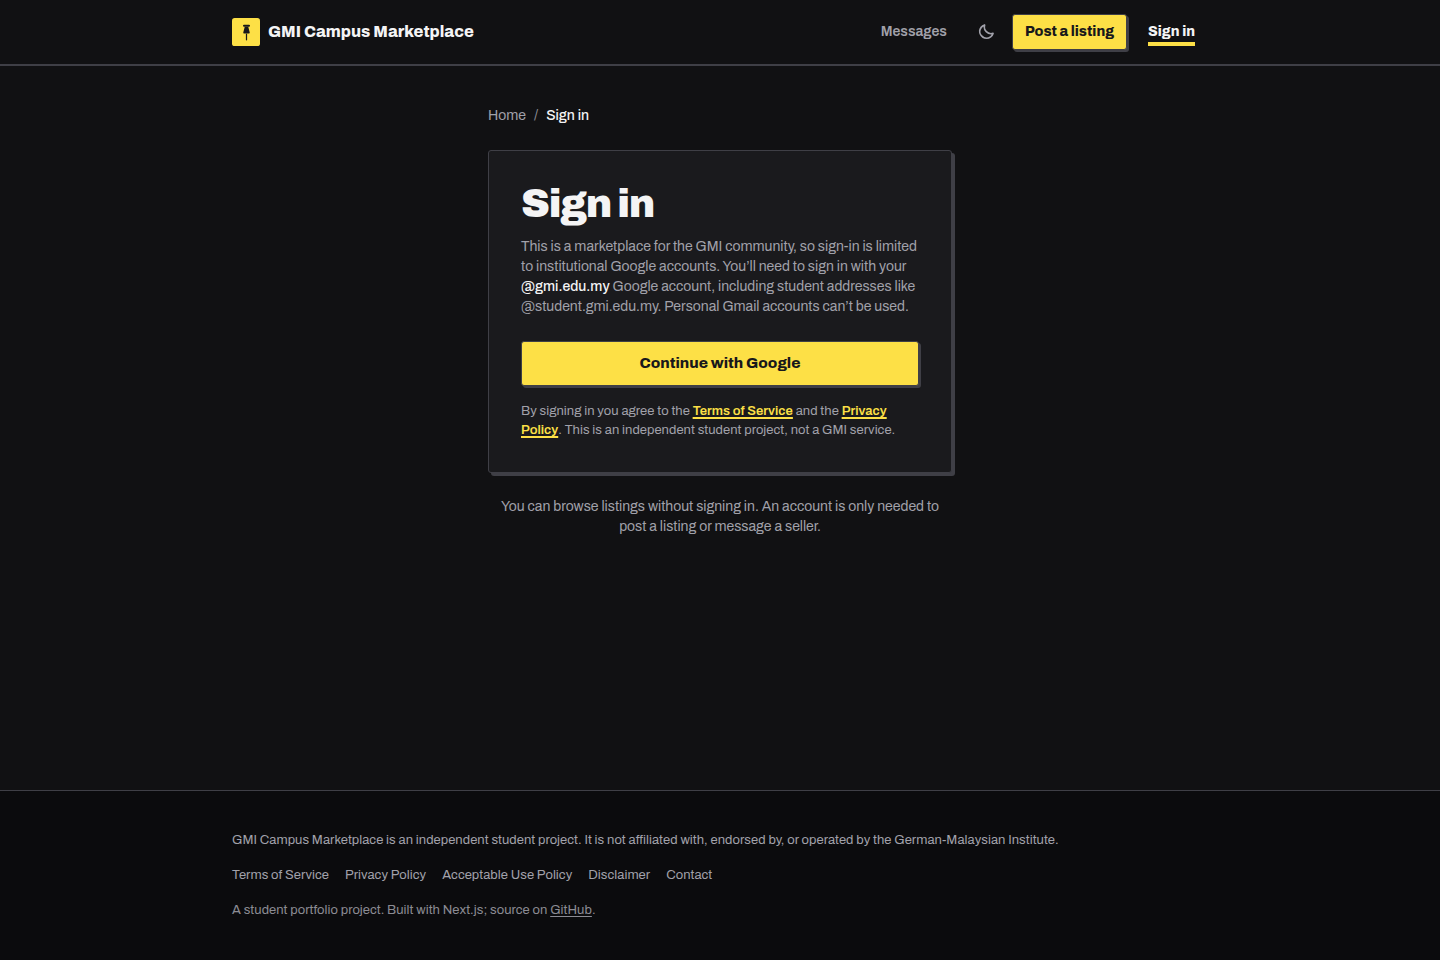 GMI Campus Marketplace
Messages
Post a listing
Sign in
Home / Sign in
Sign in
This is a marketplace for the GMI community, so sign-in is limited
to institutional Google accounts. You’ll need to sign in with your
@gmi.edu.my Google account, including student addresses like
@student.gmi.edu.my. Personal Gmail accounts can’t be used.
Continue with Google
By signing in you agree to the Terms of Service and the Privacy
Policy. This is an independent student project, not a GMI service.
You can browse listings without signing in. An account is only needed to
post a listing or message a seller.
GMI Campus Marketplace is an independent student project. It is not affiliated with, endorsed by, or operated by the German-Malaysian Institute.
Terms of Service Privacy Policy Acceptable Use Policy Disclaimer Contact
A student portfolio project. Built with Next.js; source on GitHub.